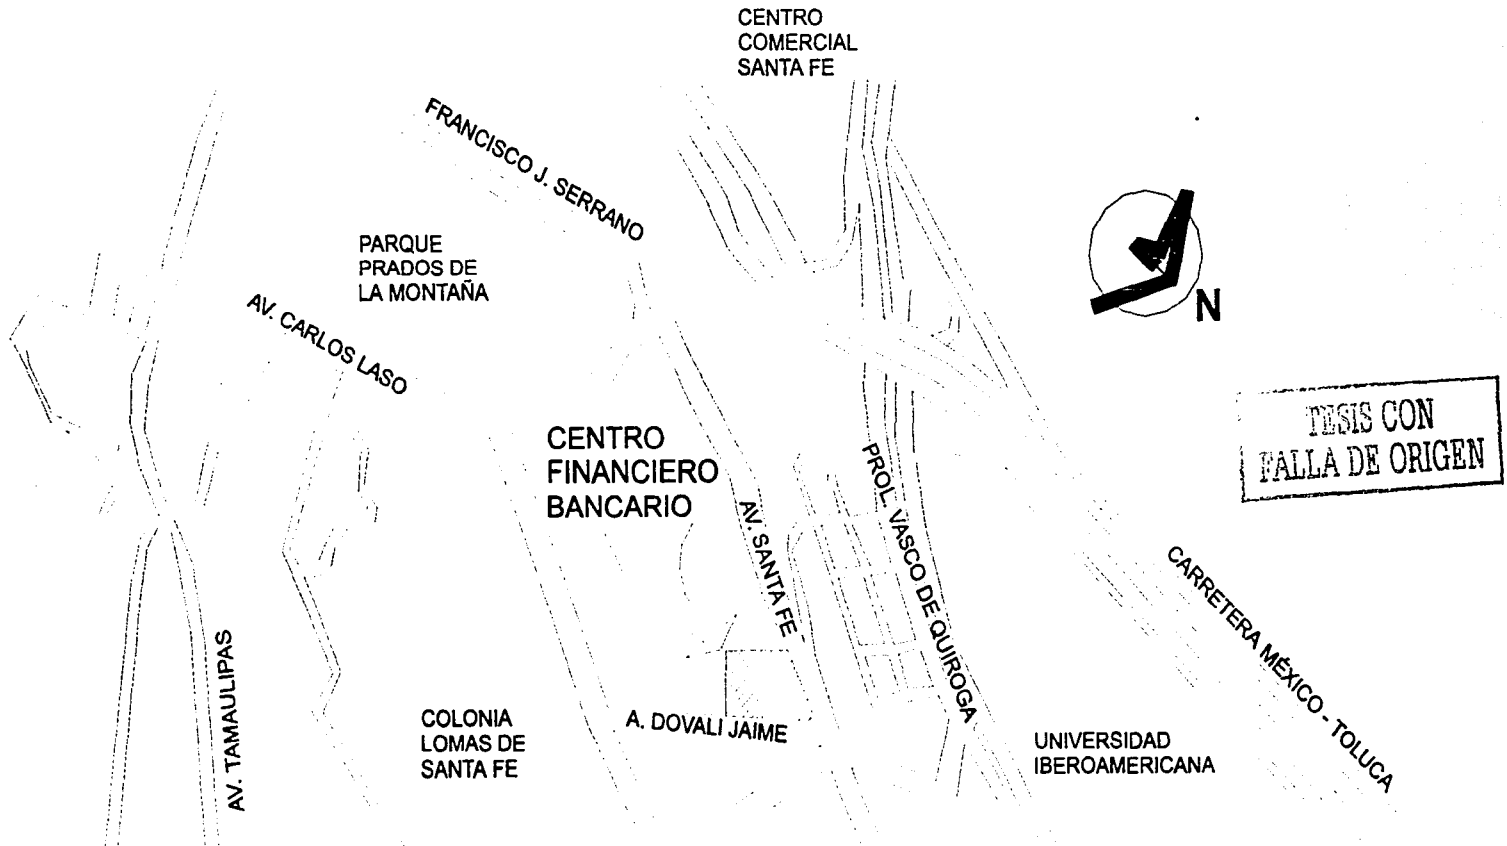 CENTRO
COMERCIAL
SANTA FE
FRANCISCO J. SERRANO
PARQUE
PRADOS DE
LA MONTAÑA
AV. CARLOS LASO
N
TESIS CON
FALLA DE ORIGEN
CENTRO
FINANCIERO
BANCARIO
AV. SANTA FE
PROL. VASCO DE QUIROGA
CARRETERA MÉXICO - TOLUCA
AV. TAMAULIPAS
COLONIA
LOMAS DE
SANTA FE
A. DOVALI JAIME
UNIVERSIDAD
IBEROAMERICANA